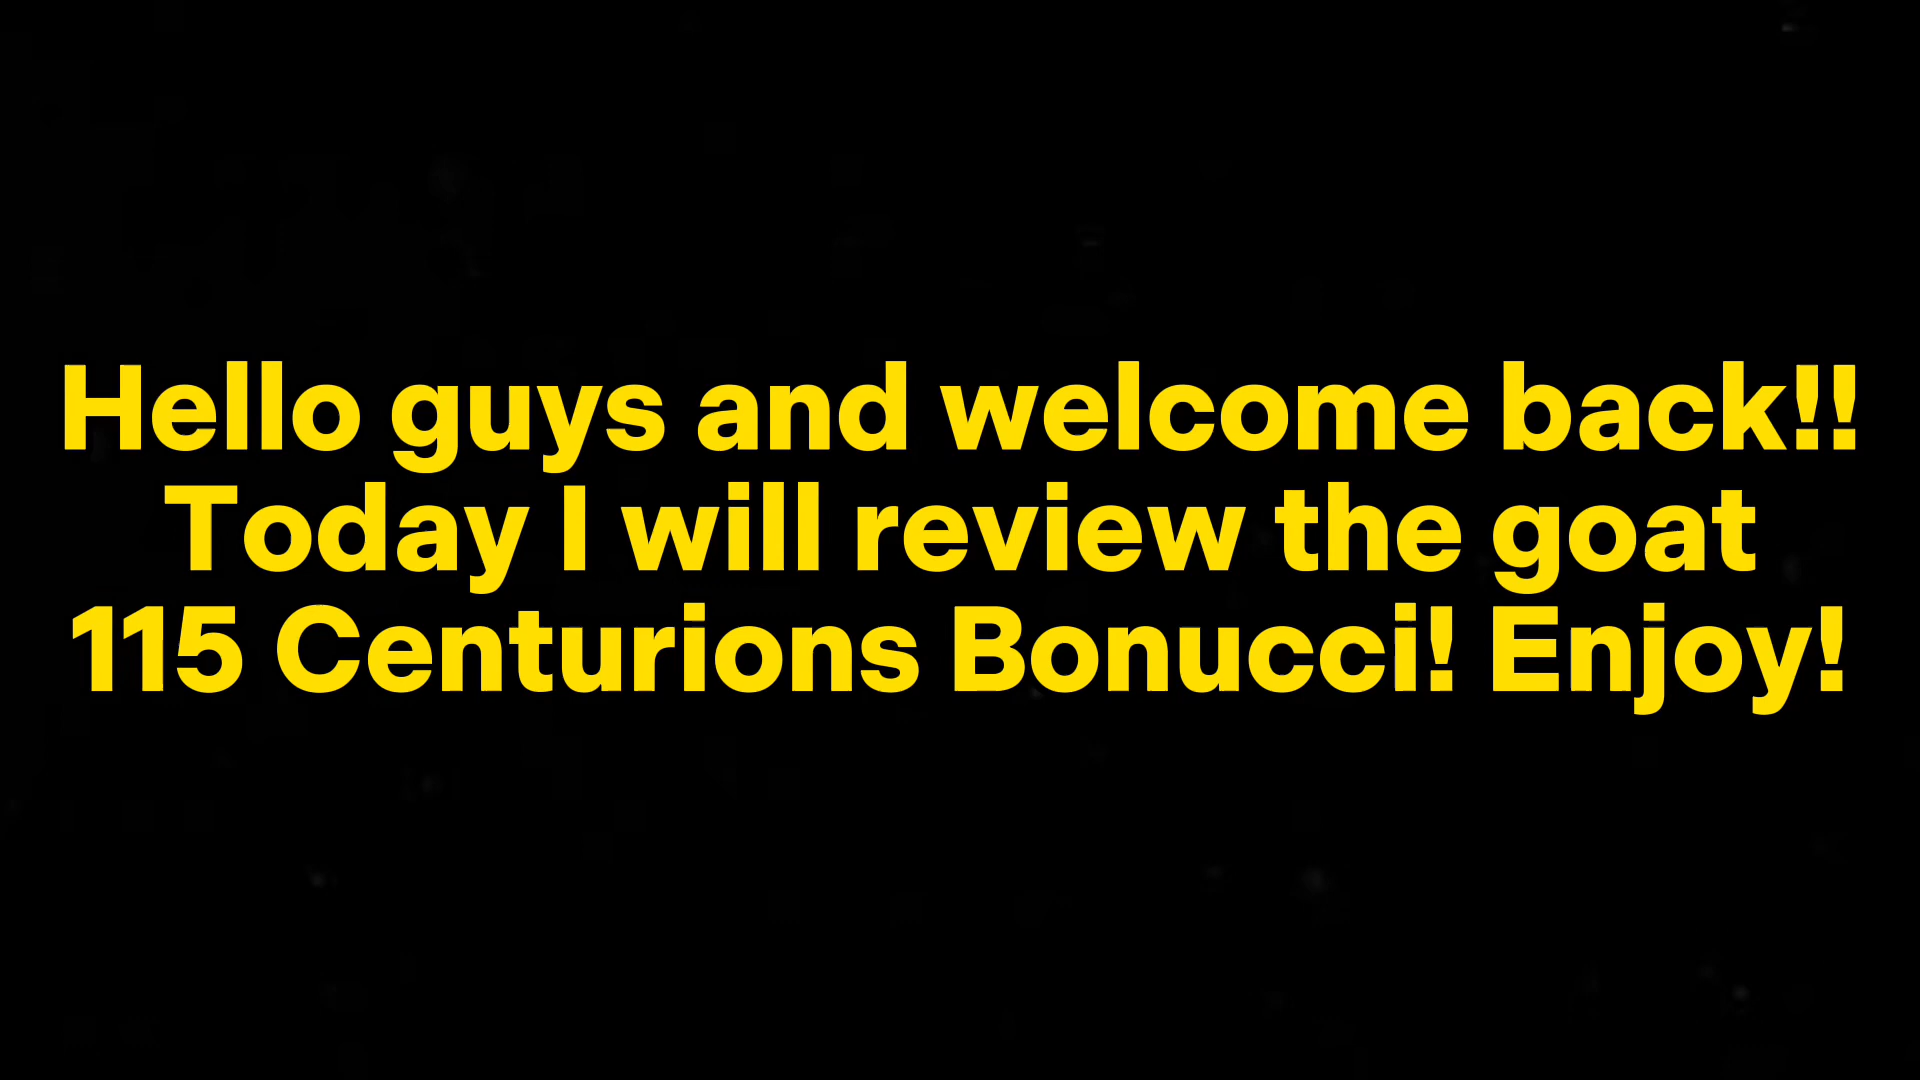 Hello guys and welcome back!!
Today I will review the goat
115 Centurions Bonucci! Enjoy!